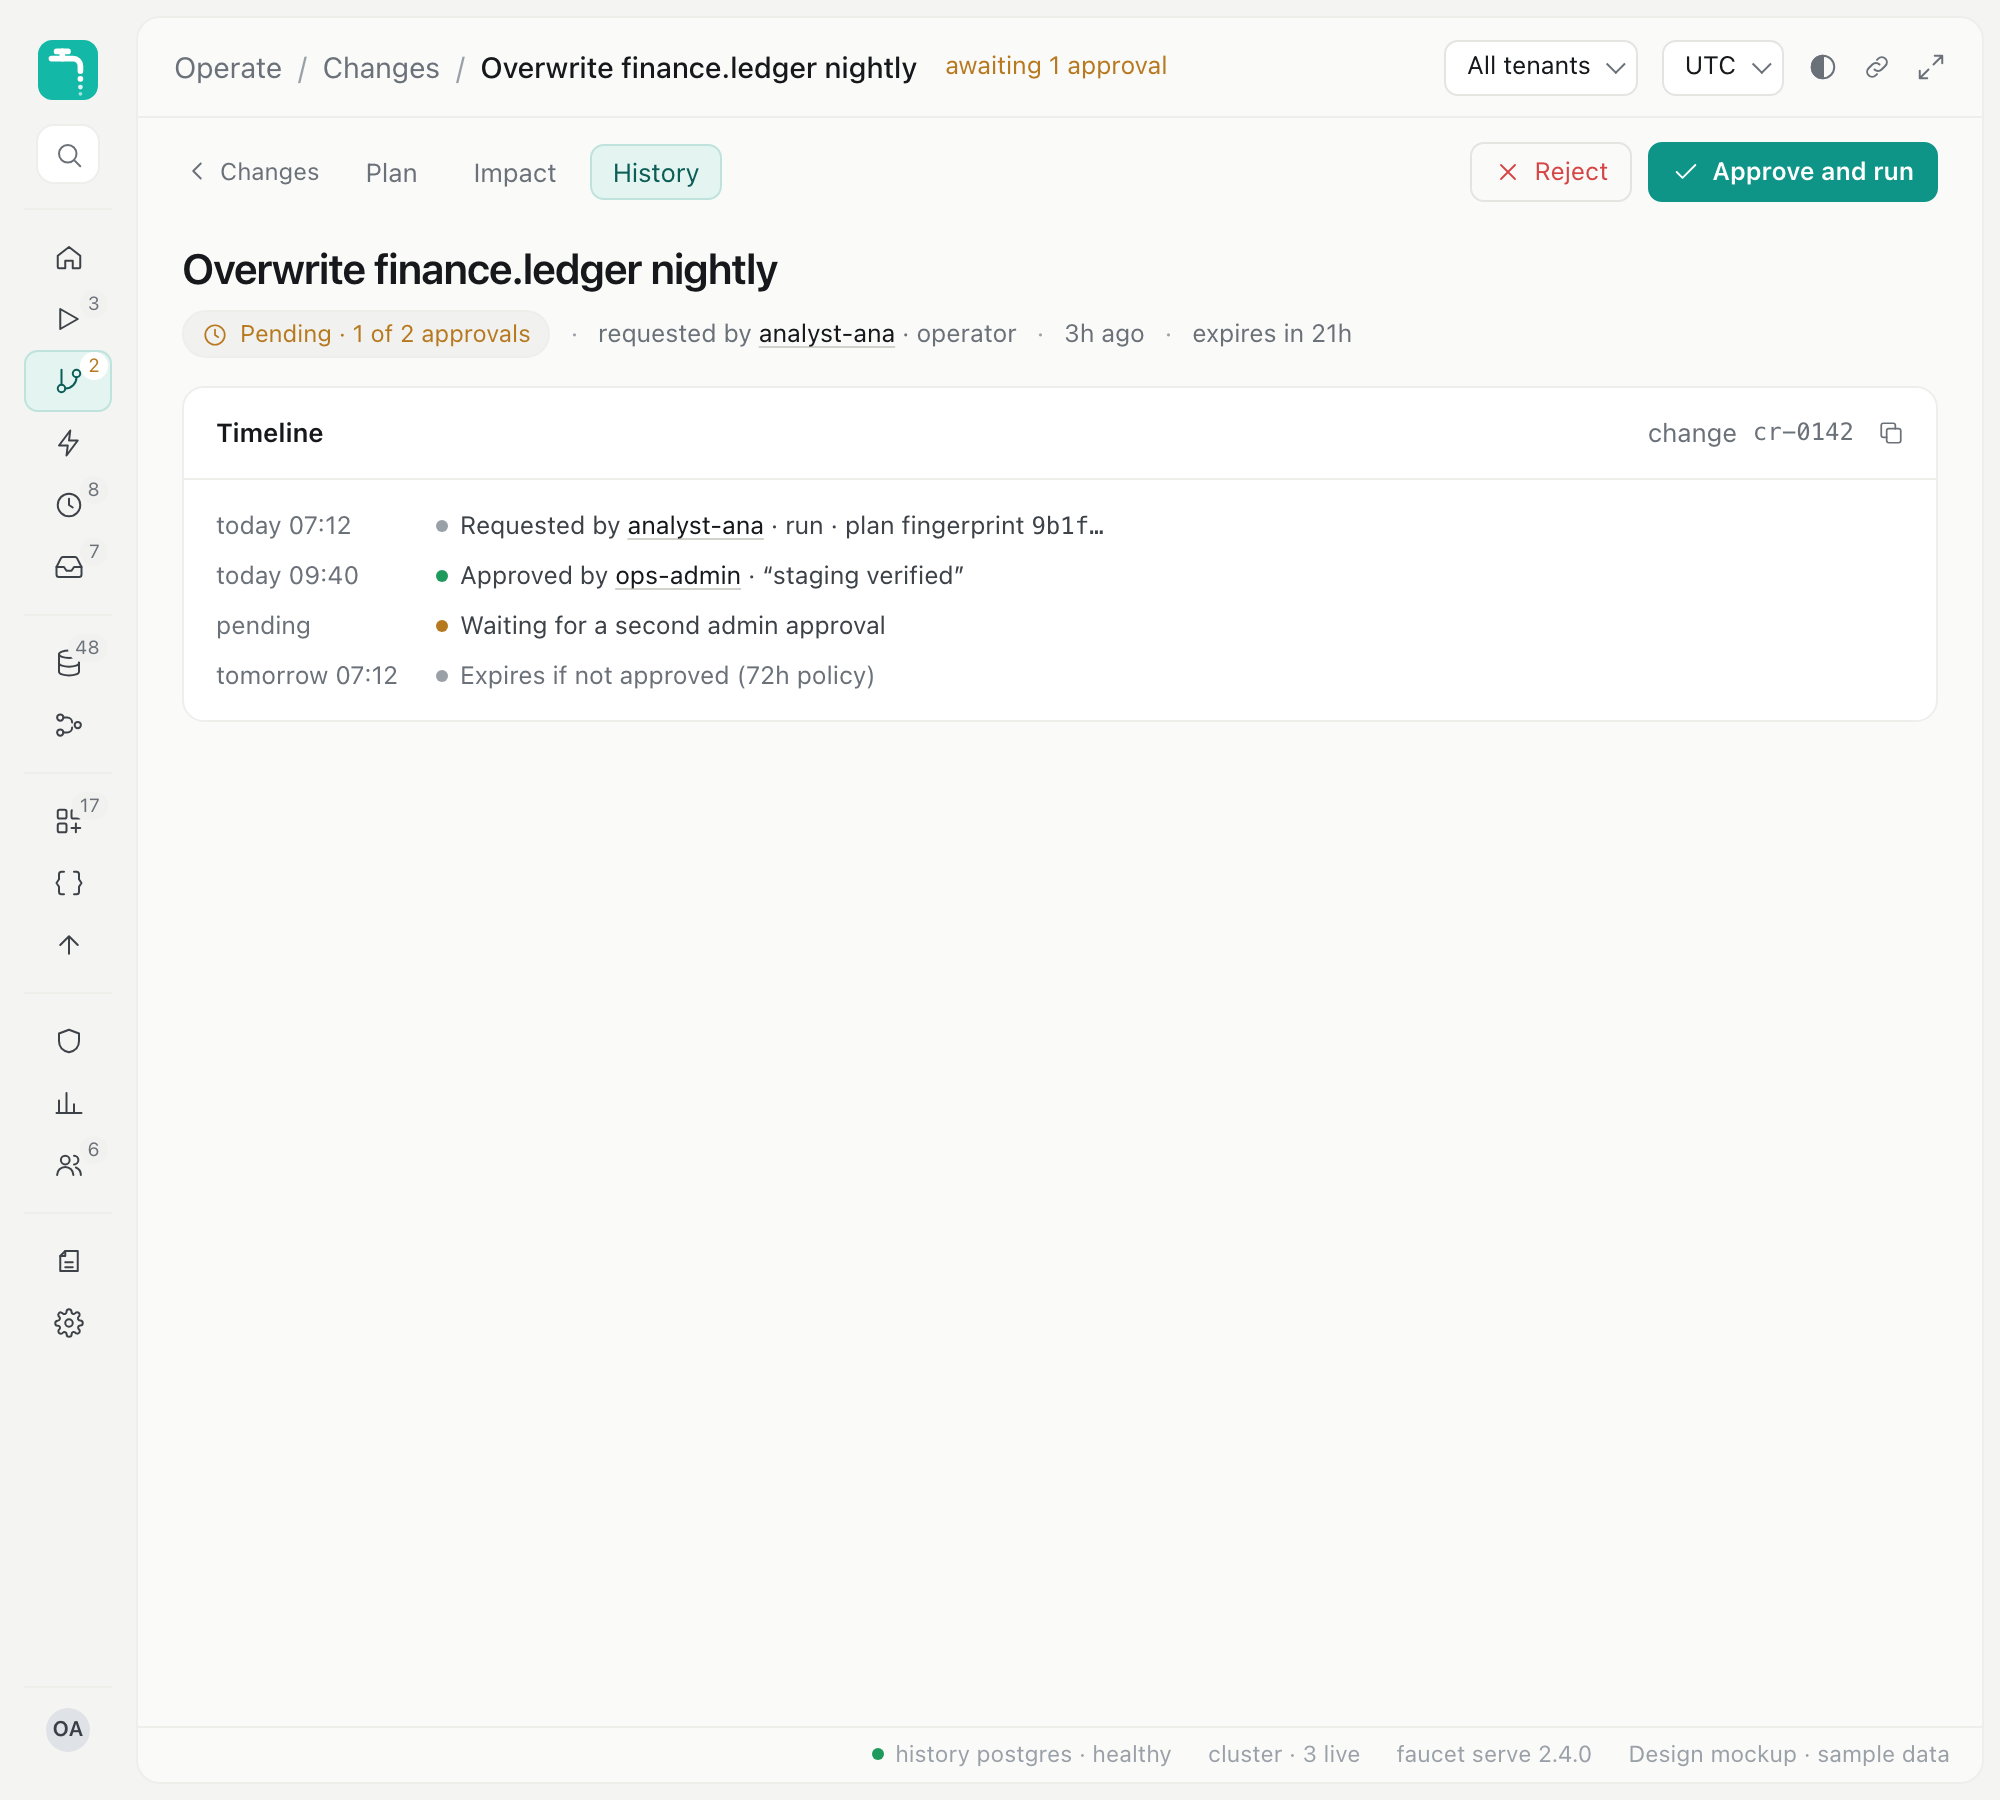 Operate / Changes / Overwrite finance.ledger nightly awaiting 1 approval All tenants UTC
Changes Plan Impact History Reject Approve and run
Overwrite finance.ledger nightly
Pending · 1 of 2 approvals · requested by analyst-ana · operator · 3h ago · expires in 21h
Timeline change cr-0142
today 07:12 Requested by analyst-ana · run · plan fingerprint 9b1f…
today 09:40 Approved by ops-admin · “staging verified”
pending Waiting for a second admin approval
tomorrow 07:12 Expires if not approved (72h policy)
3
2
8
7
48
17
6
OA
history postgres · healthy cluster · 3 live faucet serve 2.4.0 Design mockup · sample data